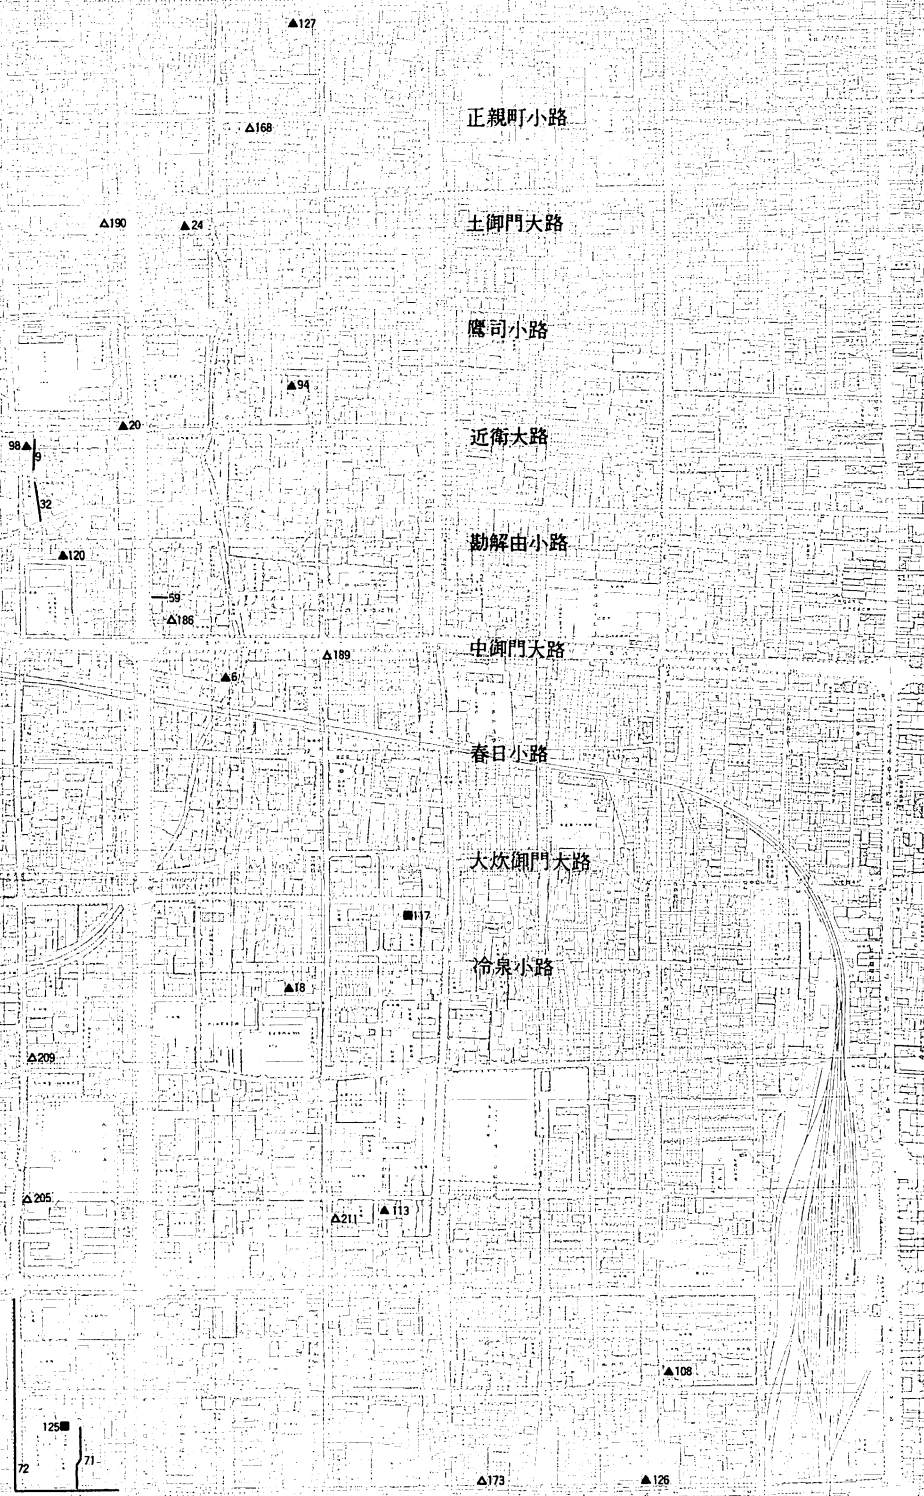 ▲127
正親町小路
△168
土御門大路
△190
▲24
鷹司小路
▲94
▲20
近衛大路
98▲
9
32
勘解由小路
▲120
59
△186
中御門大路
△189
▲6
春日小路
大炊御門大路
■117
冷泉小路
▲18
△209
△205
▲113
△211
▲108
125■
71
72
△173
▲126